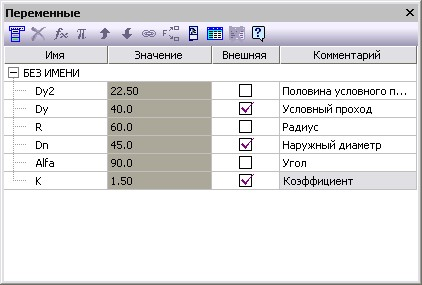 Переменные
Имя Значение Внешняя Комментарий
БЕЗ ИМЕНИ
Dy2 22.50 Половина условного п...
Dy 40.0 Условный проход
R 60.0 Радиус
Dn 45.0 Наружный диаметр
Alfa 90.0 Угол
K 1.50 Коэффициент